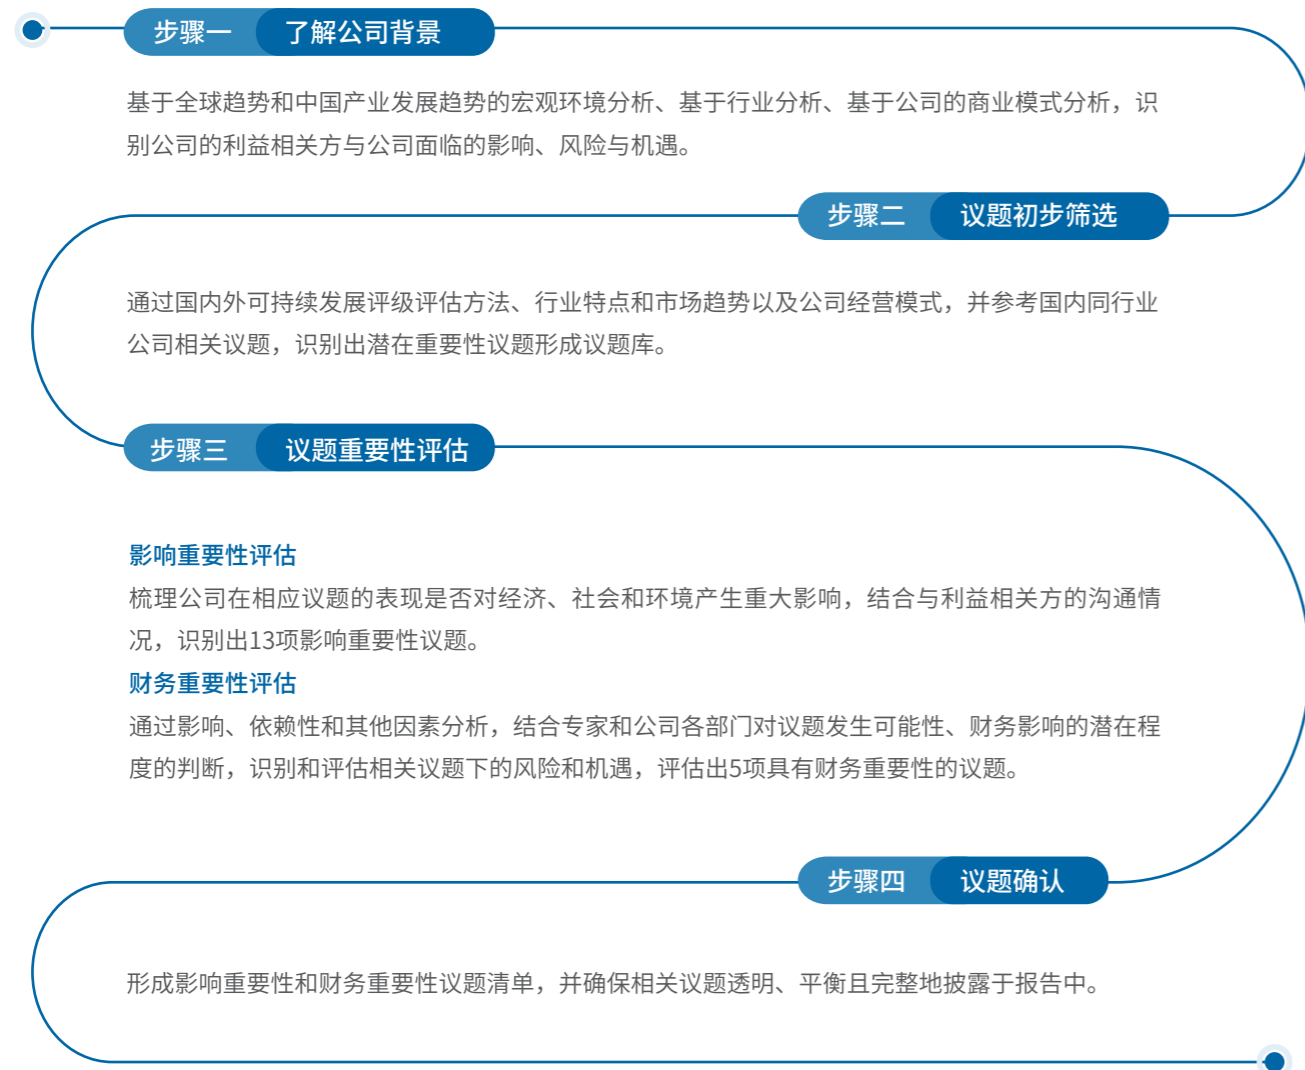 步骤一 了解公司背景
基于全球趋势和中国产业发展趋势的宏观环境分析、基于行业分析、基于公司的商业模式分析，识
别公司的利益相关方与公司面临的影响、风险与机遇。
步骤二 议题初步筛选
通过国内外可持续发展评级评估方法、行业特点和市场趋势以及公司经营模式，并参考国内同行业
公司相关议题，识别出潜在重要性议题形成议题库。
步骤三 议题重要性评估
影响重要性评估
梳理公司在相应议题的表现是否对经济、社会和环境产生重大影响，结合与利益相关方的沟通情
况，识别出13项影响重要性议题。
财务重要性评估
通过影响、依赖性和其他因素分析，结合专家和公司各部门对议题发生可能性、财务影响的潜在程
度的判断，识别和评估相关议题下的风险和机遇，评估出5项具有财务重要性的议题。
步骤四 议题确认
形成影响重要性和财务重要性议题清单，并确保相关议题透明、平衡且完整地披露于报告中。